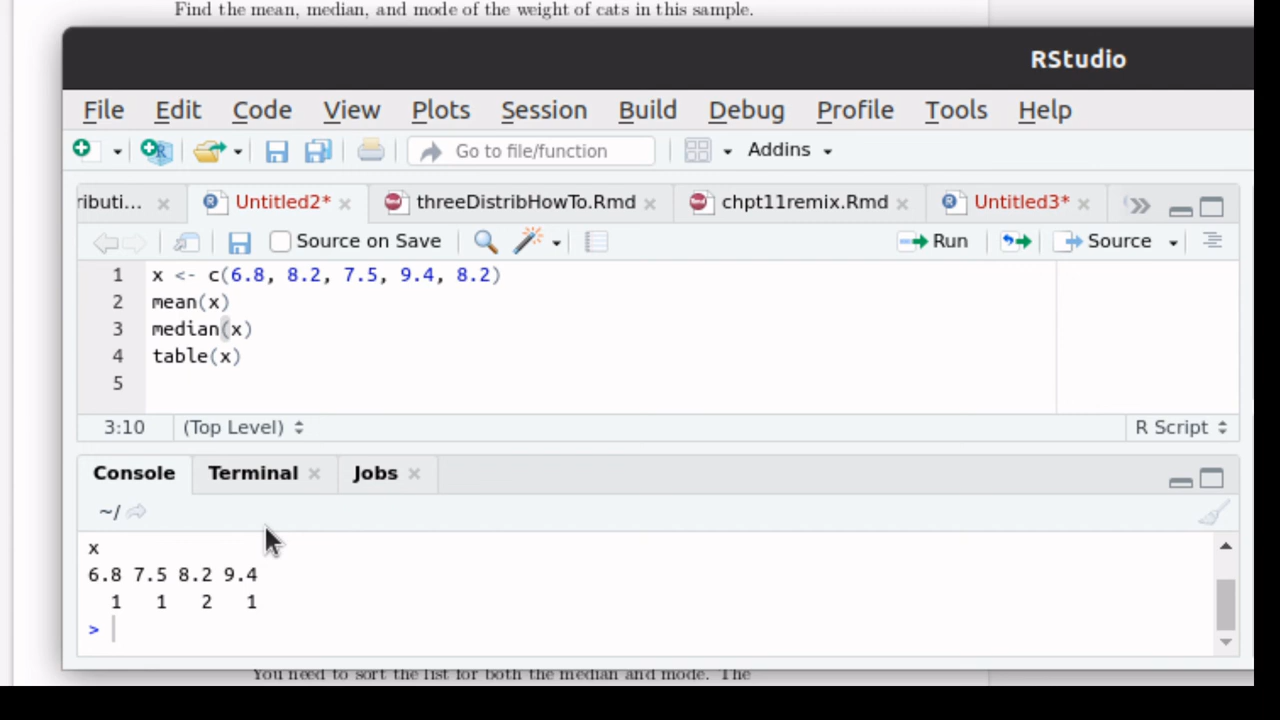 Find the mean, median, and mode of the weight of cats in this sample.
RStudio
File Edit Code View Plots Session Build Debug Profile Tools Help
Go to file/function Addins
ributi... Untitled2* threeDistribHowTo.Rmd chpt11remix.Rmd Untitled3*
Source on Save Run Source
1 x <- c(6.8, 8.2, 7.5, 9.4, 8.2)
2 mean(x)
3 median(x)
4 table(x)
5
3:10 (Top Level) R Script
Console Terminal Jobs
~/
x
6.8 7.5 8.2 9.4
1 1 2 1
>
You need to sort the list for both the median and mode. The